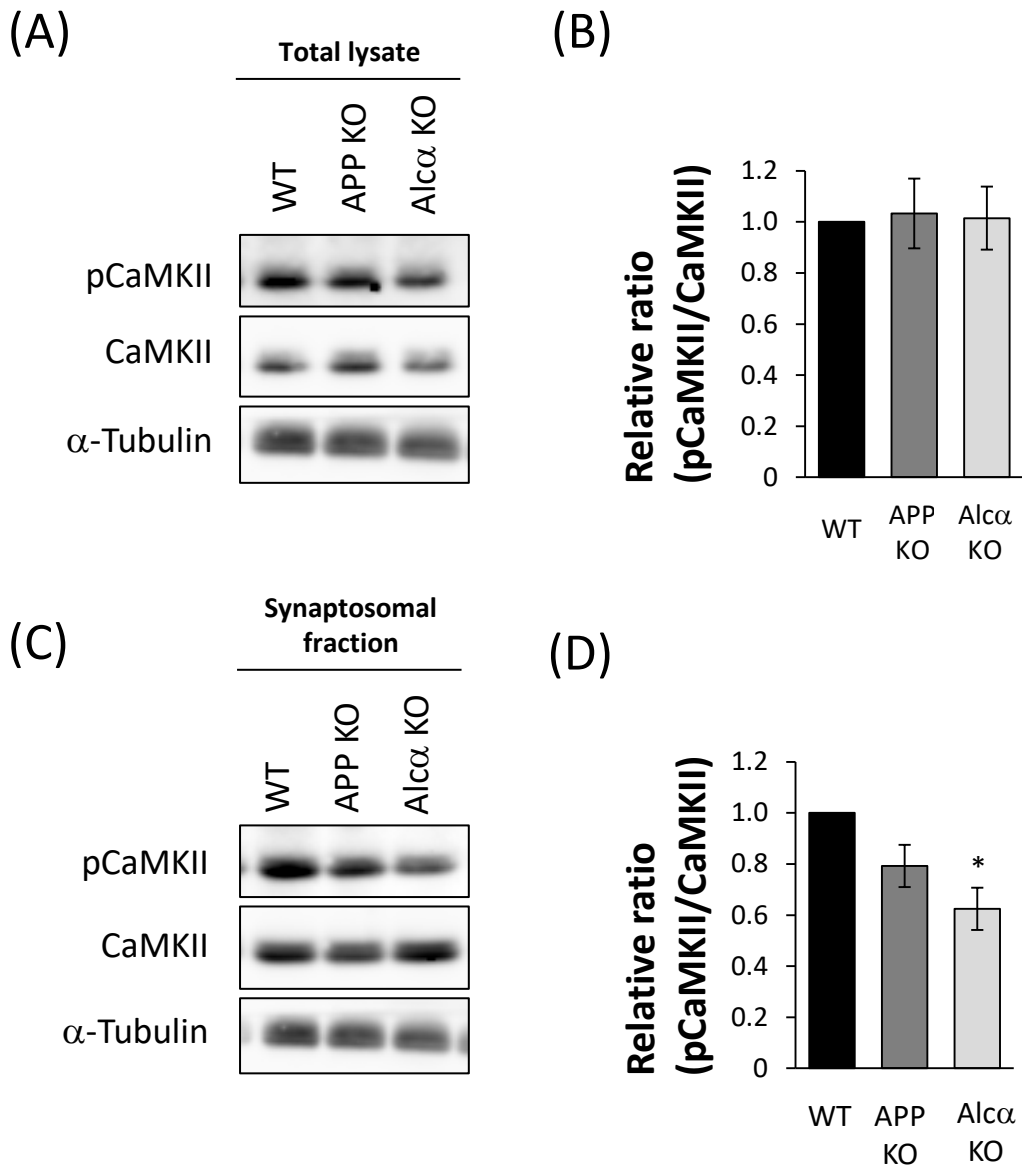 (A)
Total lysate
WT
APP KO
Alcα KO
pCaMKII
CaMKII
α-Tubulin
(B)
Relative ratio
(pCaMKII/CaMKII)
1.2
1.0
0.8
0.6
0.4
0.2
0
WT
APP
KO
Alcα
KO
(C)
Synaptosomal
fraction
WT
APP KO
Alcα KO
pCaMKII
CaMKII
α-Tubulin
(D)
Relative ratio
(pCaMKII/CaMKII)
1.2
1.0
0.8
0.6
0.4
0.2
0
*
WT
APP
KO
Alcα
KO